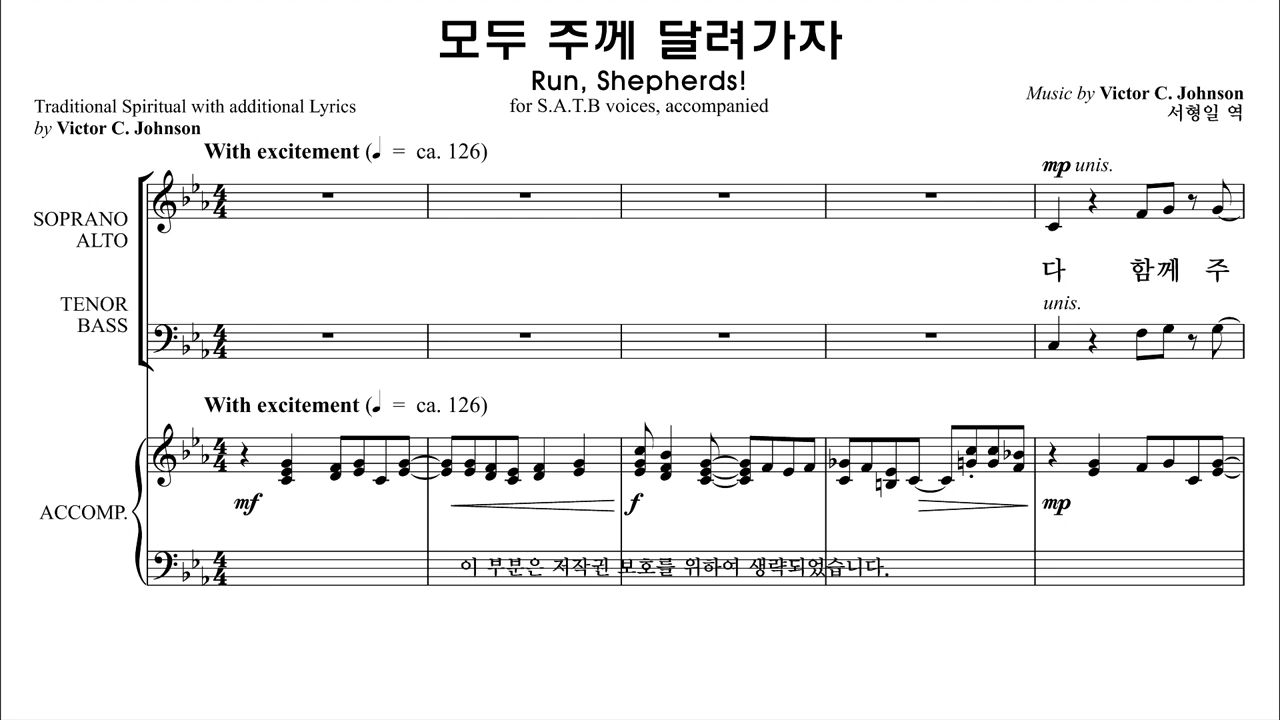 모두 주께 달려가자
Run, Shepherds!
Traditional Spiritual with additional Lyrics
by Victor C. Johnson
for S.A.T.B voices, accompanied
Music by Victor C. Johnson
서형일 역
With excitement (♩ = ca. 126)
mp unis.
SOPRANO
ALTO
다 함께 주
TENOR
BASS
unis.
With excitement (♩ = ca. 126)
ACCOMP.
mf f mp
이 부분은 저작권 보호를 위하여 생략되었습니다.